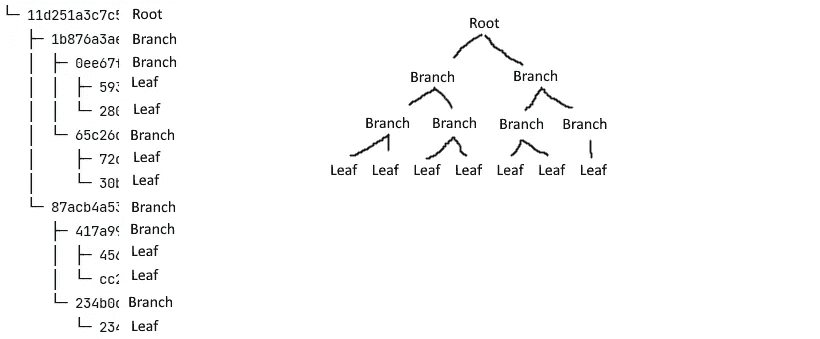 └─ 11d251a3c7c5 Root
├─ 1b876a3ae Branch
│ ├─ 0ee67f Branch
│ │ ├─ 593 Leaf
│ │ └─ 280 Leaf
│ └─ 65c26c Branch
│ ├─ 72c Leaf
│ └─ 30b Leaf
└─ 87acb4a53 Branch
├─ 417a99 Branch
│ ├─ 456 Leaf
│ └─ cc2 Leaf
└─ 234b0c Branch
└─ 234 Leaf
Root
Branch Branch
Branch Branch Branch Branch
Leaf Leaf Leaf Leaf Leaf Leaf Leaf